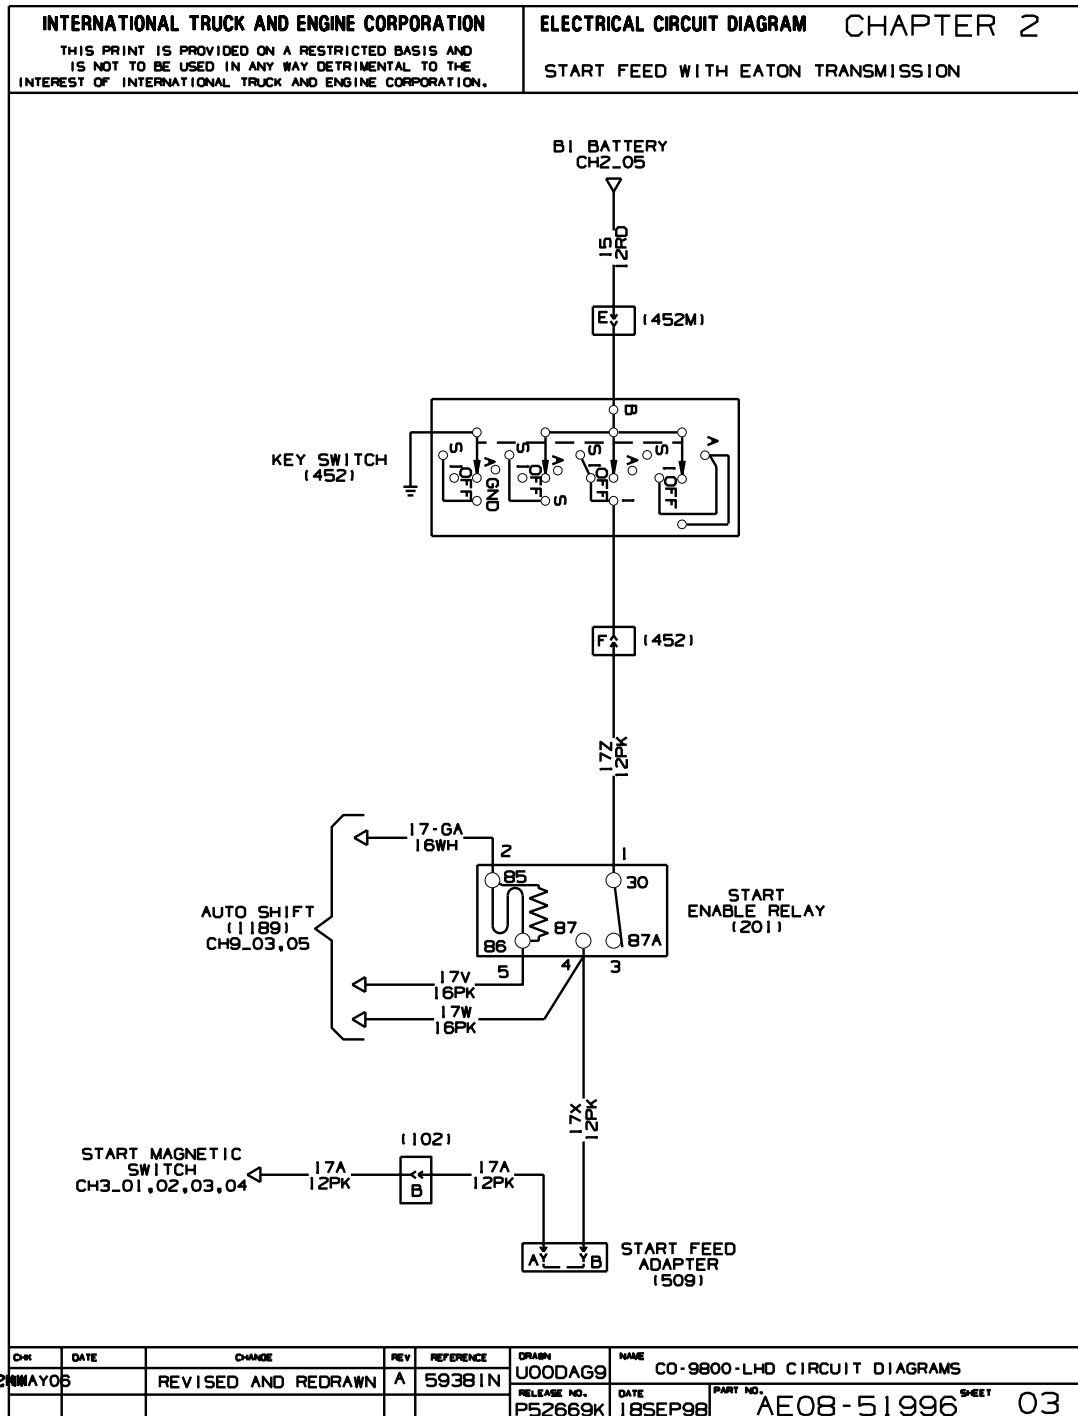 INTERNATIONAL TRUCK AND ENGINE CORPORATION
THIS PRINT IS PROVIDED ON A RESTRICTED BASIS AND
IS NOT TO BE USED IN ANY WAY DETRIMENTAL TO THE
INTEREST OF INTERNATIONAL TRUCK AND ENGINE CORPORATION.
ELECTRICAL CIRCUIT DIAGRAM CHAPTER 2
START FEED WITH EATON TRANSMISSION
B1 BATTERY
CH2_05
15
12RD
E (452M)
KEY SWITCH
(452)
B
S 1 OFF A GND
S 1 OFF A S
S 1 OFF A 1
S 1 OFF A
F (452)
17Z
12PK
17-GA
16WH
2 1
85 30
START
ENABLE RELAY
(201)
AUTO SHIFT
(1189)
CH9_03,05
86 87 87A
5 4 3
17V
16PK
17W
16PK
17X
12PK
START MAGNETIC
SWITCH
CH3_01,02,03,04
17A
12PK
(102)
B
17A
12PK
A B
START FEED
ADAPTER
(509)
CHK DATE CHANGE REV REFERENCE
REVISED AND REDRAWN A 59381N
DRAWN
U00DAG9
NAME
CO-9800-LHD CIRCUIT DIAGRAMS
RELEASE NO.
P52669K
DATE
18SEP98
PART NO.
AE08-51996
SHEET
03